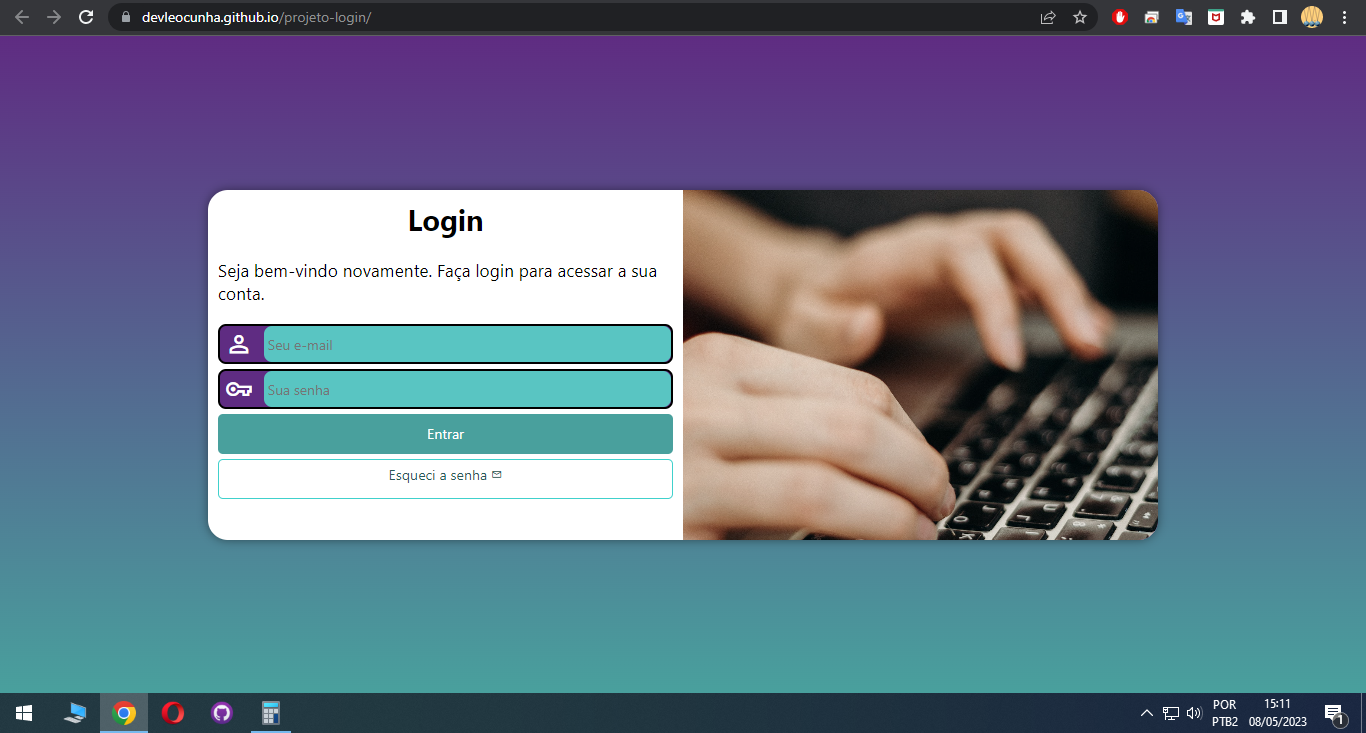 devleocunha.github.io/projeto-login/
Login
Seja bem-vindo novamente. Faça login para acessar a sua
conta.
Seu e-mail
Sua senha
Entrar
Esqueci a senha
POR
PTB2
15:11
08/05/2023
1